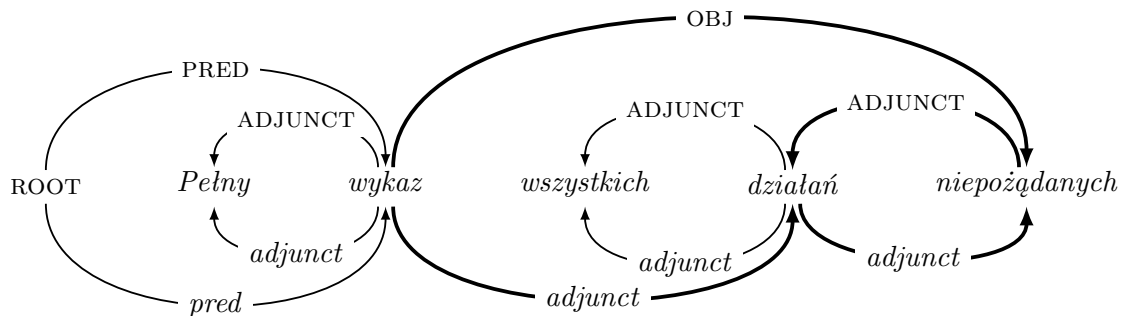 OBJ
PRED
ADJUNCT ADJUNCT ADJUNCT
ROOT Pełny wykaz wszystkich działań niepożądanych
adjunct adjunct adjunct
pred adjunct